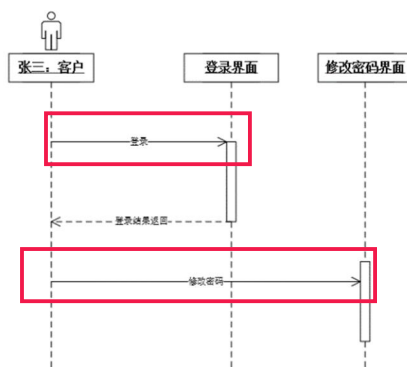 张三：客户
登录界面
修改密码界面
登录
登录结果返回
修改密码